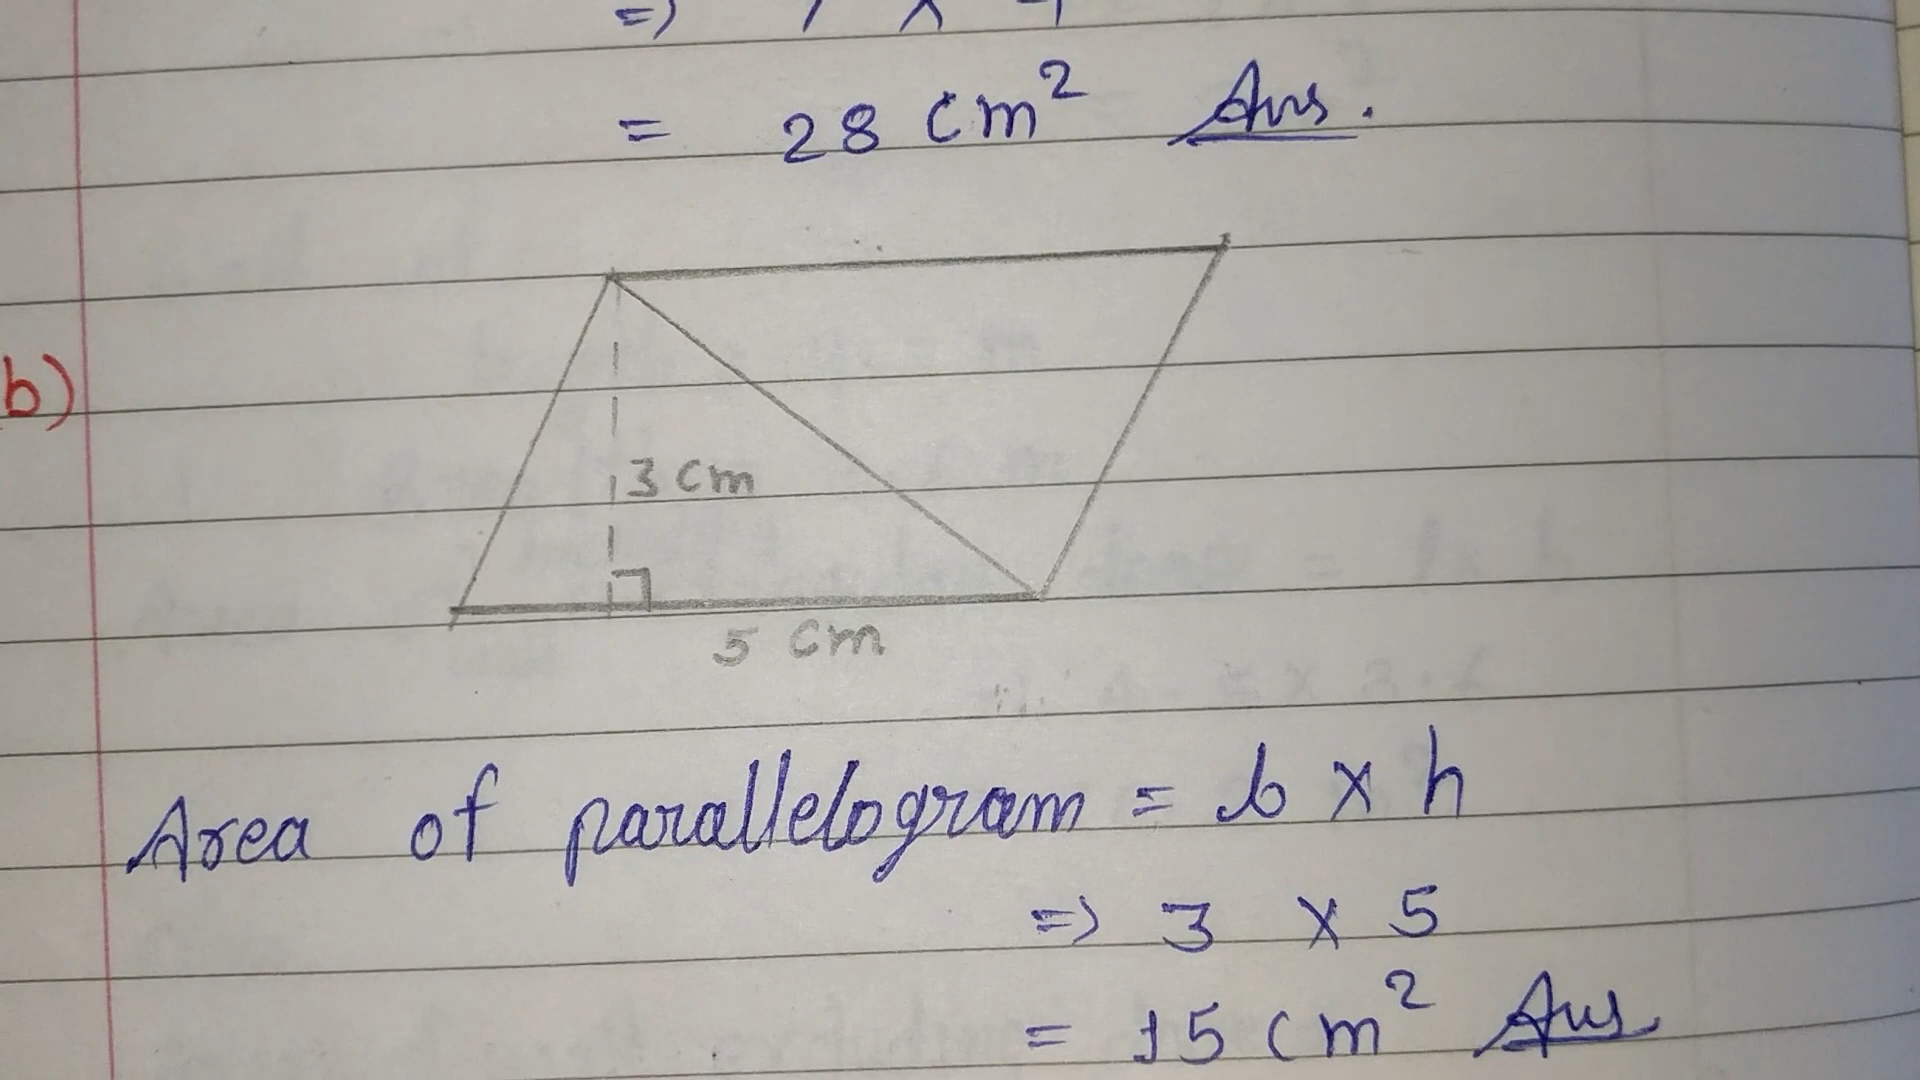 = 28 cm² Ans.
b)
3 cm
5 cm
Area of parallelogram = b x h
=> 3 x 5
= 15 cm² Ans